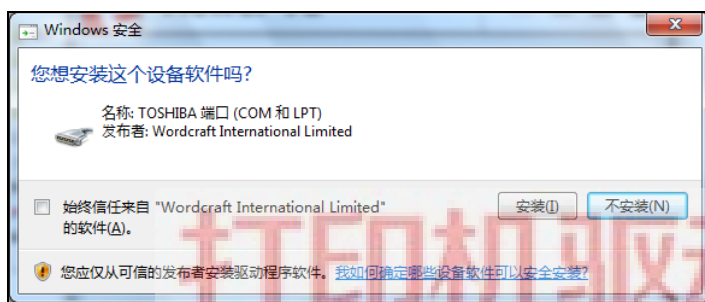 Windows 安全
您想安装这个设备软件吗?
名称: TOSHIBA 端口 (COM 和 LPT)
发布者: Wordcraft International Limited
始终信任来自 "Wordcraft International Limited"
的软件(A)。
安装(I)
不安装(N)
您应仅从可信的发布者安装驱动程序软件。我如何确定哪些设备软件可以安全安装?
打印机驱